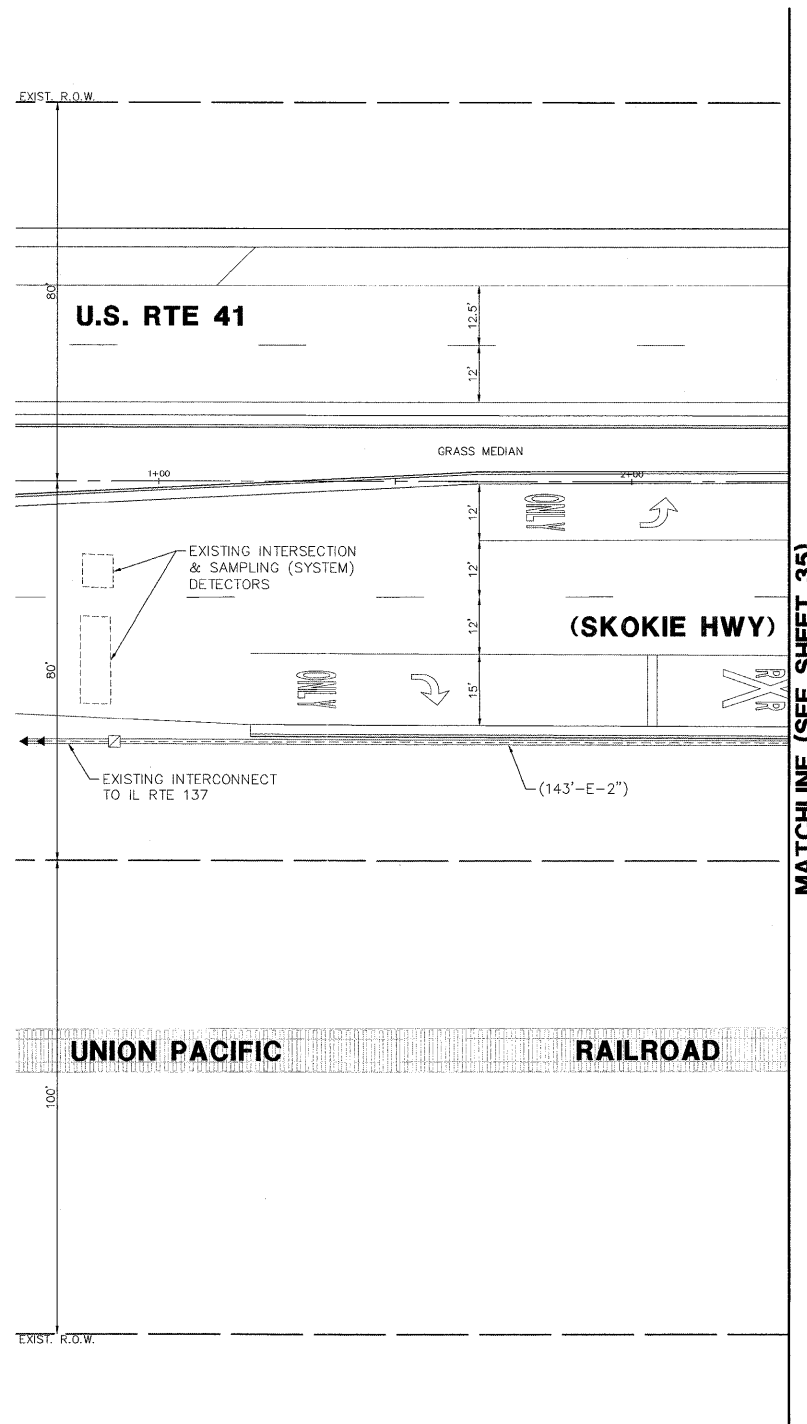 EXIST. R.O.W.
80'
U.S. RTE 41
12.5'
12'
GRASS MEDIAN
1+00
2+00
12'
ONLY
EXISTING INTERSECTION
& SAMPLING (SYSTEM)
DETECTORS
12'
12'
(SKOKIE HWY)
80'
15'
ONLY
R R
EXISTING INTERCONNECT
TO IL RTE 137
(143'-E-2")
MATCHLINE (SEE SHEET 35)
UNION PACIFIC RAILROAD
100'
EXIST. R.O.W.